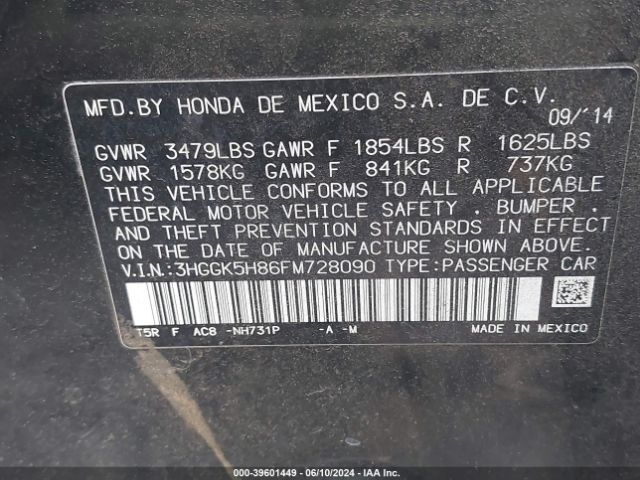 MFD.BY HONDA DE MEXICO S.A. DE C.V.
09/'14
GVWR 3479LBS GAWR F 1854LBS R 1625LBS
GVWR 1578KG GAWR F 841KG R 737KG
THIS VEHICLE CONFORMS TO ALL APPLICABLE
FEDERAL MOTOR VEHICLE SAFETY , BUMPER ,
AND THEFT PREVENTION STANDARDS IN EFFECT
ON THE DATE OF MANUFACTURE SHOWN ABOVE.
V.I.N.:3HGGK5H86FM728090 TYPE:PASSENGER CAR
T5R F AC8 -NH731P -A -M MADE IN MEXICO
000-39601449 - 06/10/2024 - IAA Inc.